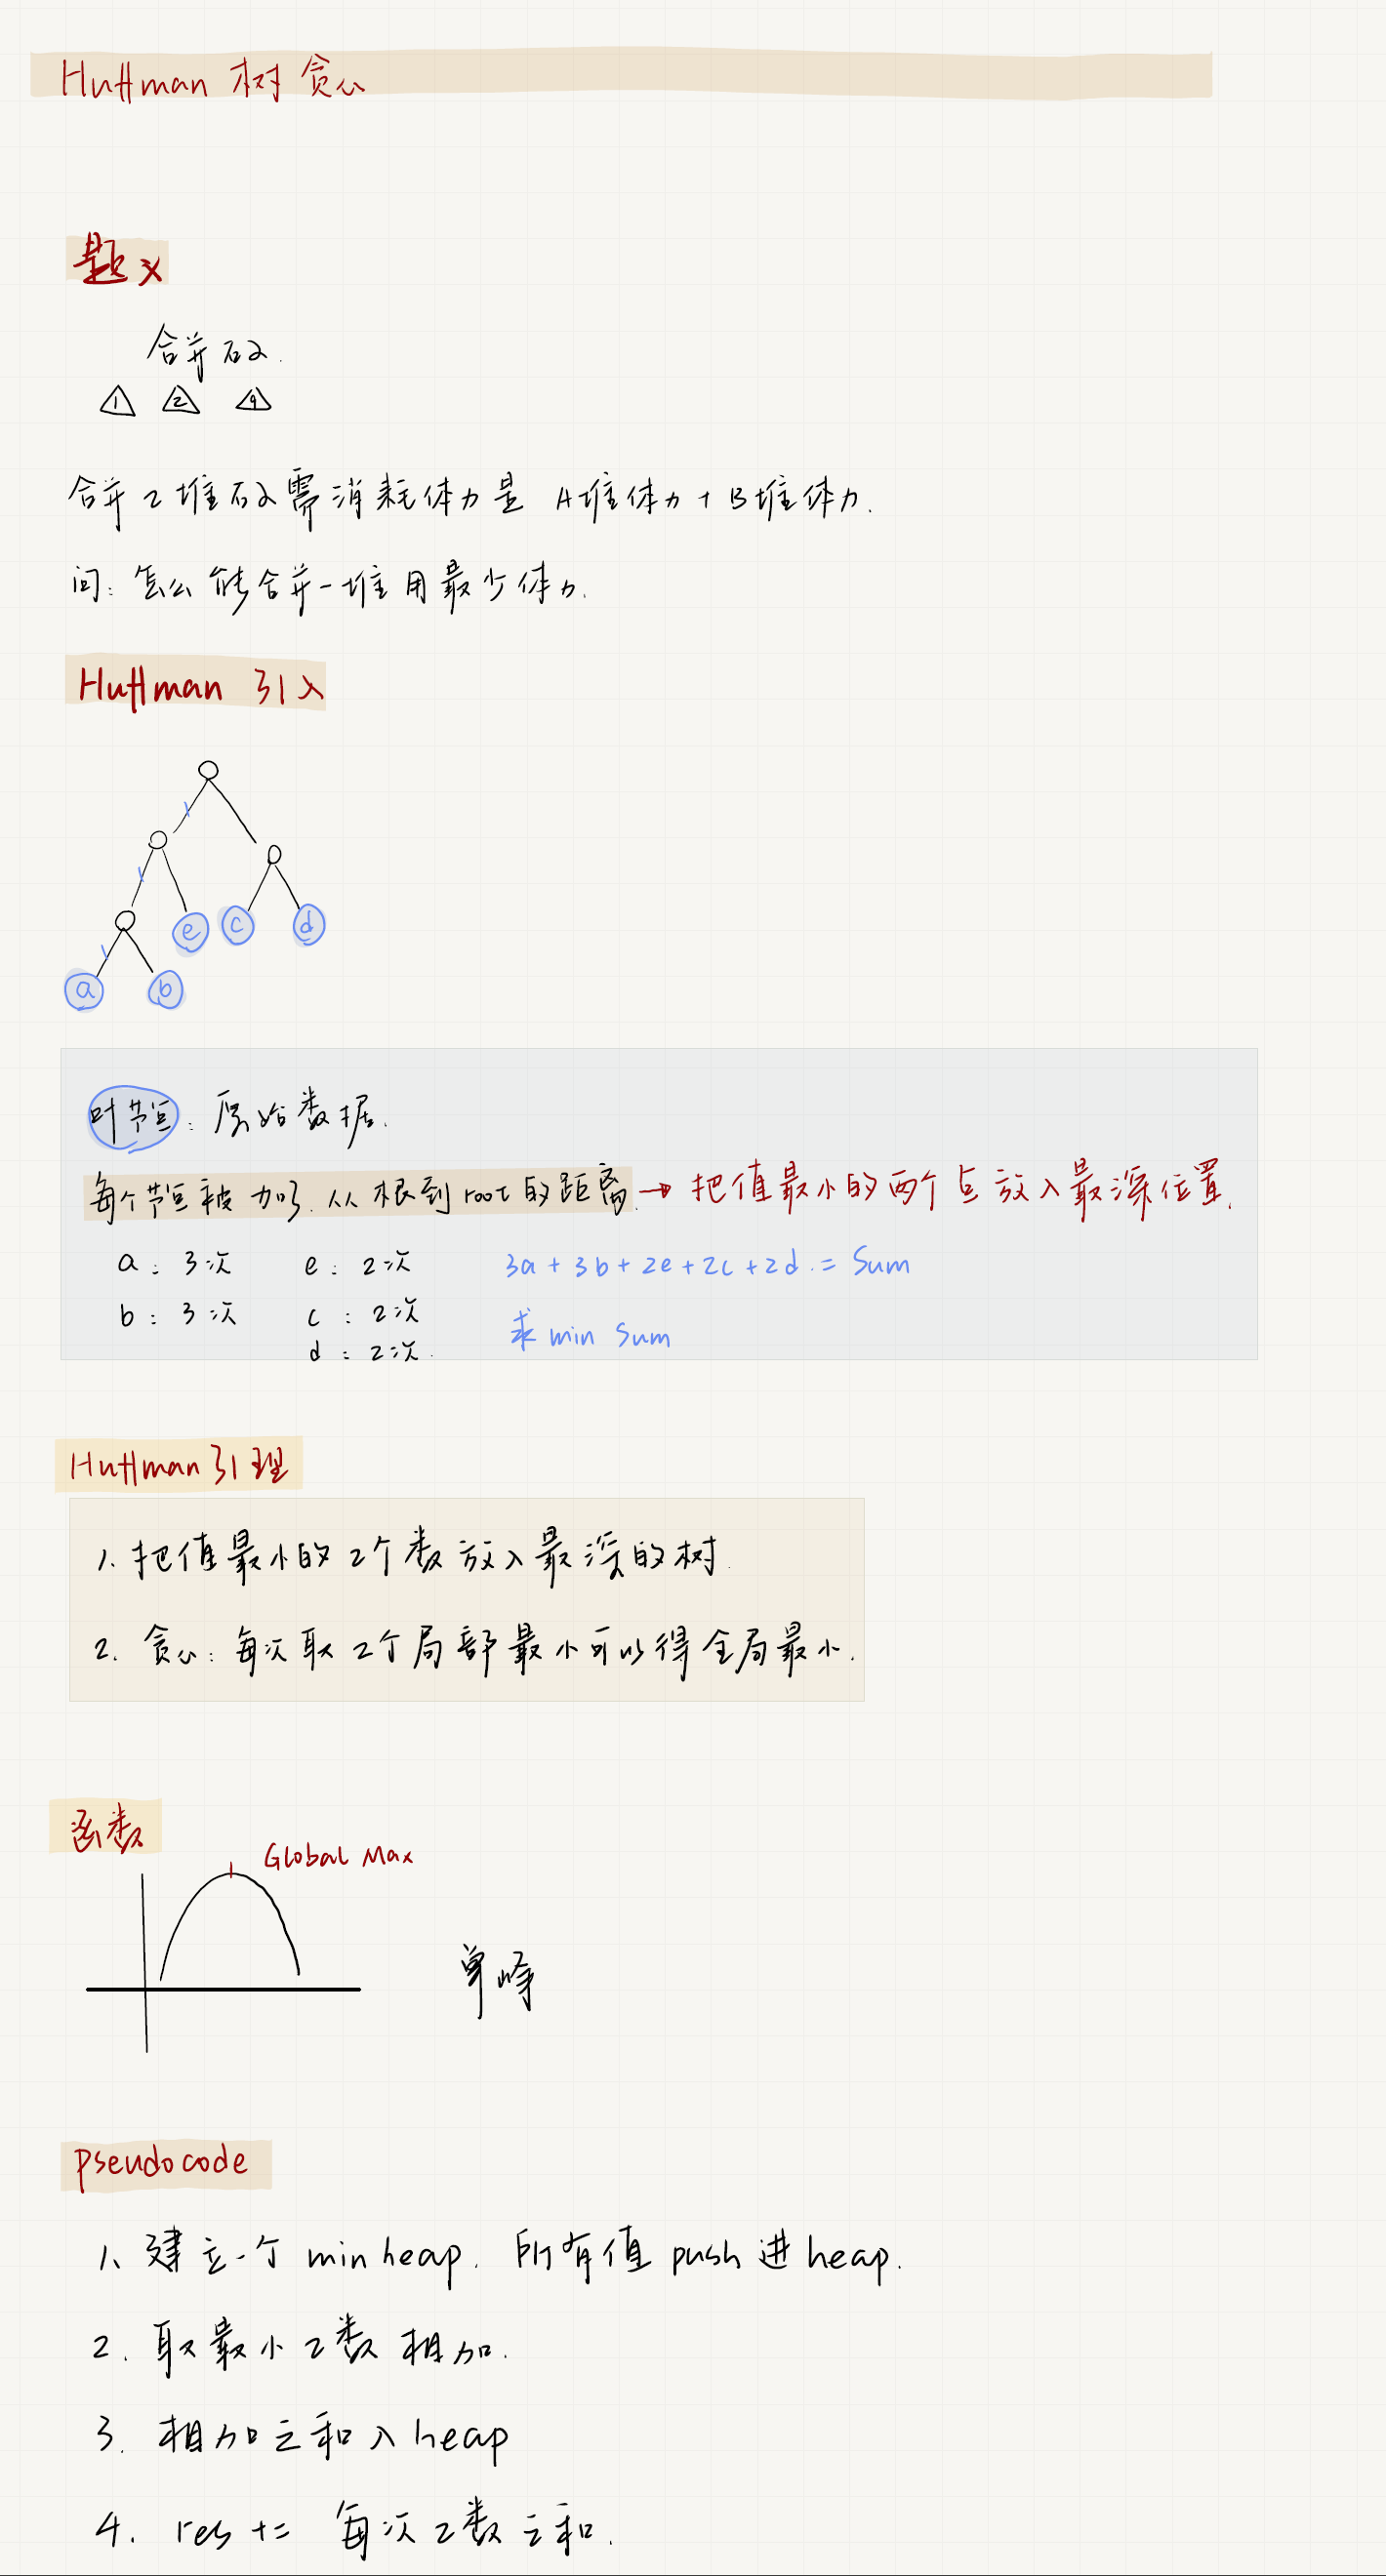 Huffman 树 贪心
题义
合并石子.
1 2 9
合并 2 堆石子需消耗体力是 A堆体力 + B堆体力.
问: 怎么能合并一堆用最少体力.
Huffman 引入
e c d
a b
叶节点: 原始数据.
每个节点被加了. 从根到 root 的距离. → 把值最小的两个点放入最深位置.
a: 3次 e: 2次 3a + 3b + 2e + 2c + 2d. = Sum
b: 3次 c: 2次 求 min Sum
d: 2次.
Huffman 引理
1. 把值最小的 2个数放入最深的树.
2. 贪心: 每次取 2个局部最小可以得全局最小.
函数
Global Max
单峰
pseudo code
1. 建立一个 min heap. 所有值 push 进 heap.
2. 取最小 2数相加.
3. 相加之和入 heap
4. res += 每次 2数之和.